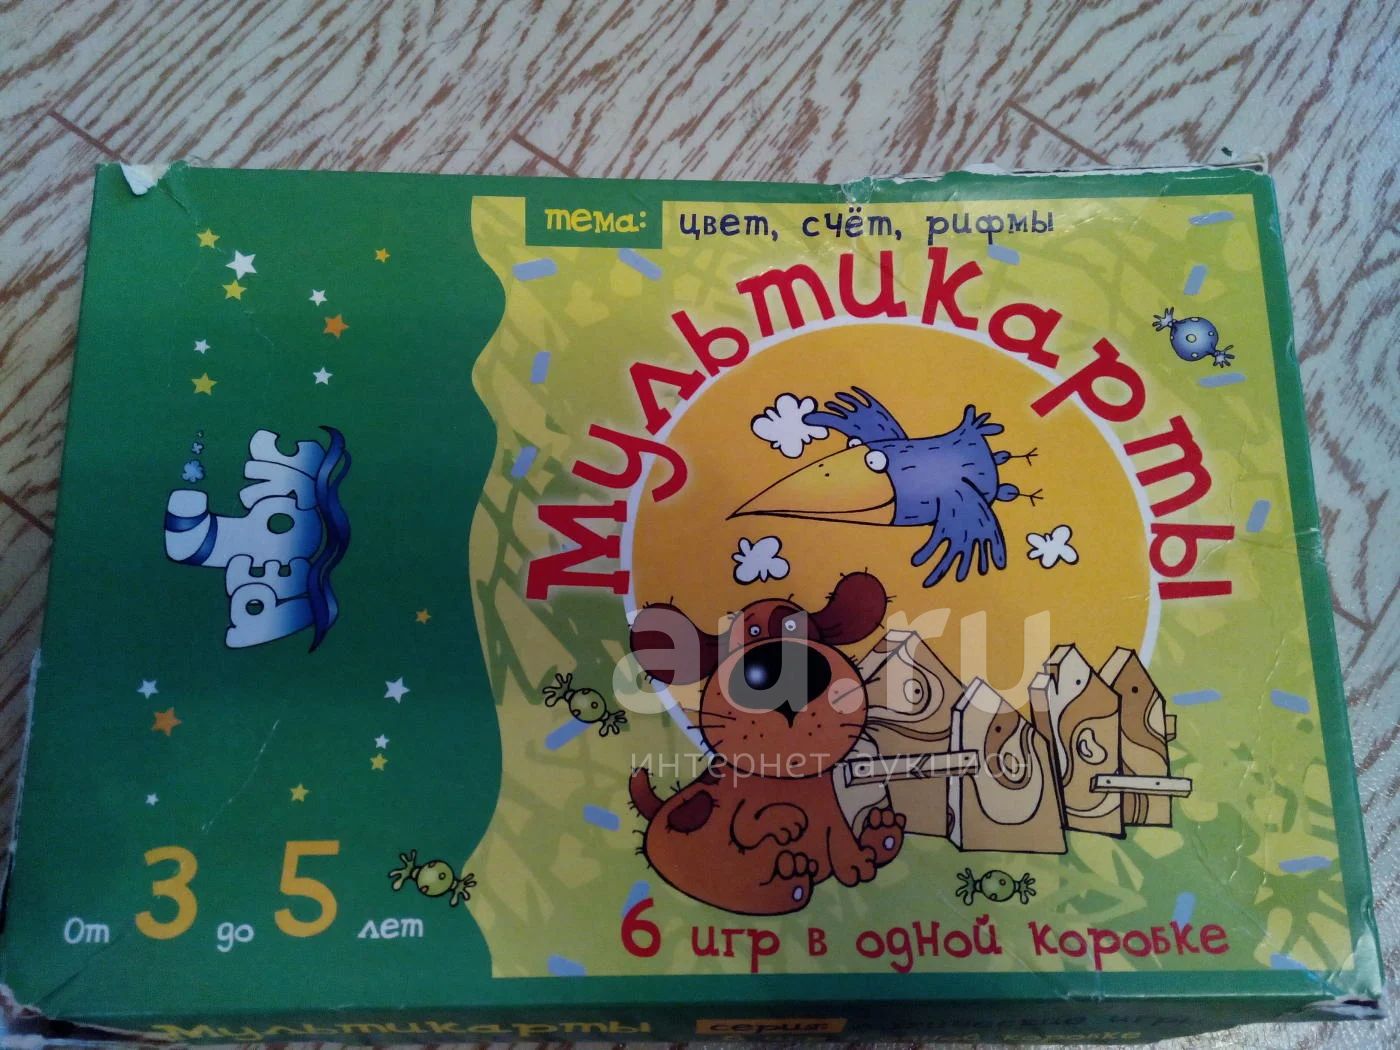 тема: цвет, счёт, рифмы
Мультикарты
РЕБУС
au.ru
интернет аукцион
От 3 до 5 лет
6 игр в одной коробке
Мультикарты серия: